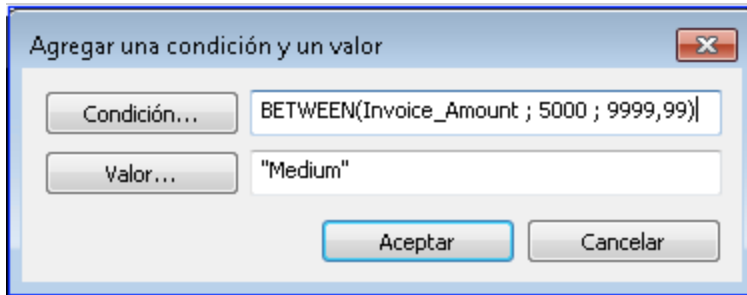 Agregar una condición y un valor
Condición... BETWEEN(Invoice_Amount ; 5000 ; 9999,99)
Valor... "Medium"
Aceptar Cancelar